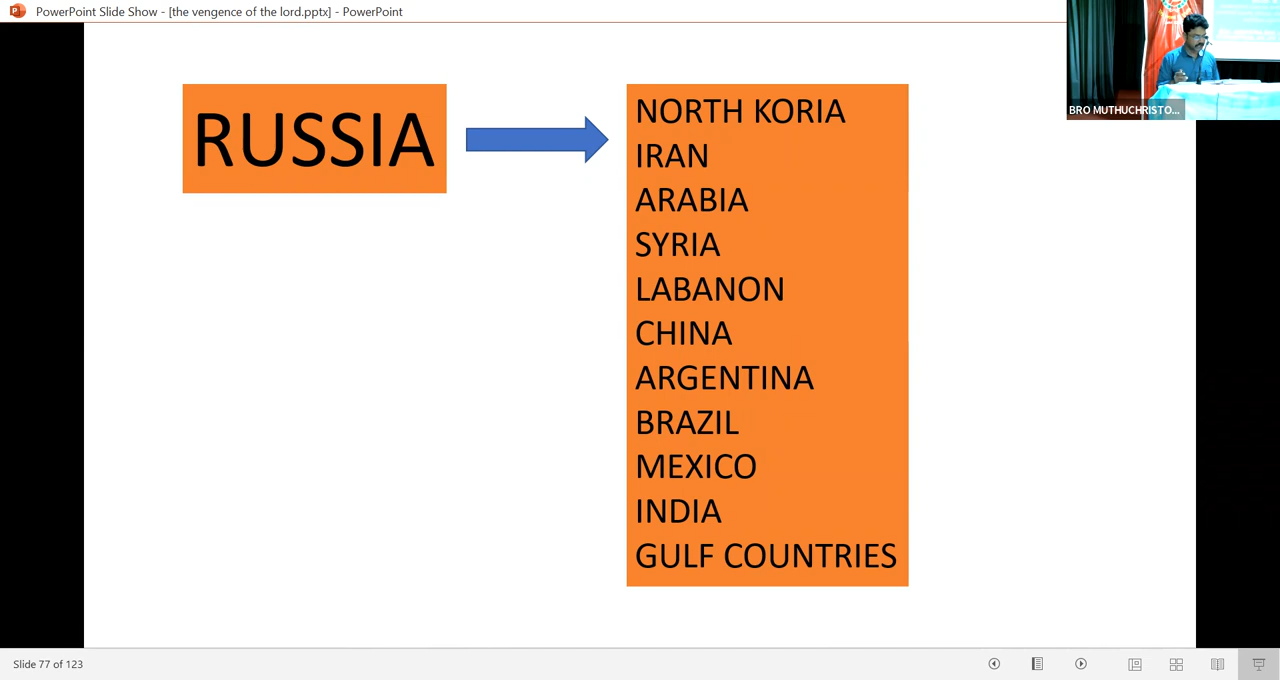 PowerPoint Slide Show - [the vengence of the lord.pptx] - PowerPoint
BRO MUTHUCHRISTO...
RUSSIA
NORTH KORIA
IRAN
ARABIA
SYRIA
LABANON
CHINA
ARGENTINA
BRAZIL
MEXICO
INDIA
GULF COUNTRIES
Slide 77 of 123